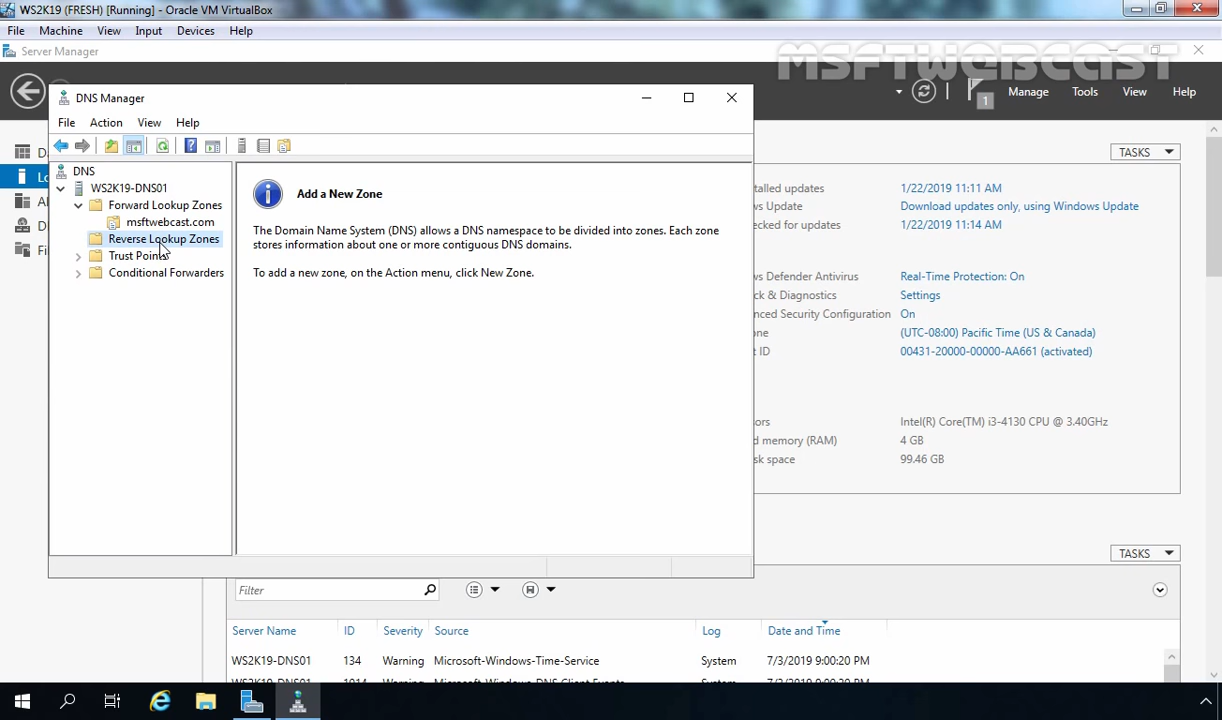 WS2K19 (FRESH) [Running] - Oracle VM VirtualBox
File Machine View Input Devices Help
Server Manager
MSFTWEBCAST
1 Manage Tools View Help
DNS Manager
File Action View Help
DNS
WS2K19-DNS01
Forward Lookup Zones
msftwebcast.com
Reverse Lookup Zones
Trust Points
Conditional Forwarders
Add a New Zone
The Domain Name System (DNS) allows a DNS namespace to be divided into zones. Each zone
stores information about one or more contiguous DNS domains.
To add a new zone, on the Action menu, click New Zone.
TASKS
talled updates 1/22/2019 11:11 AM
ws Update Download updates only, using Windows Update
hecked for updates 1/22/2019 11:14 AM
ws Defender Antivirus Real-Time Protection: On
ck & Diagnostics Settings
nced Security Configuration On
one (UTC-08:00) Pacific Time (US & Canada)
ct ID 00431-20000-00000-AA661 (activated)
sors Intel(R) Core(TM) i3-4130 CPU @ 3.40GHz
d memory (RAM) 4 GB
sk space 99.46 GB
TASKS
Filter
Server Name ID Severity Source Log Date and Time
WS2K19-DNS01 134 Warning Microsoft-Windows-Time-Service System 7/3/2019 9:00:20 PM